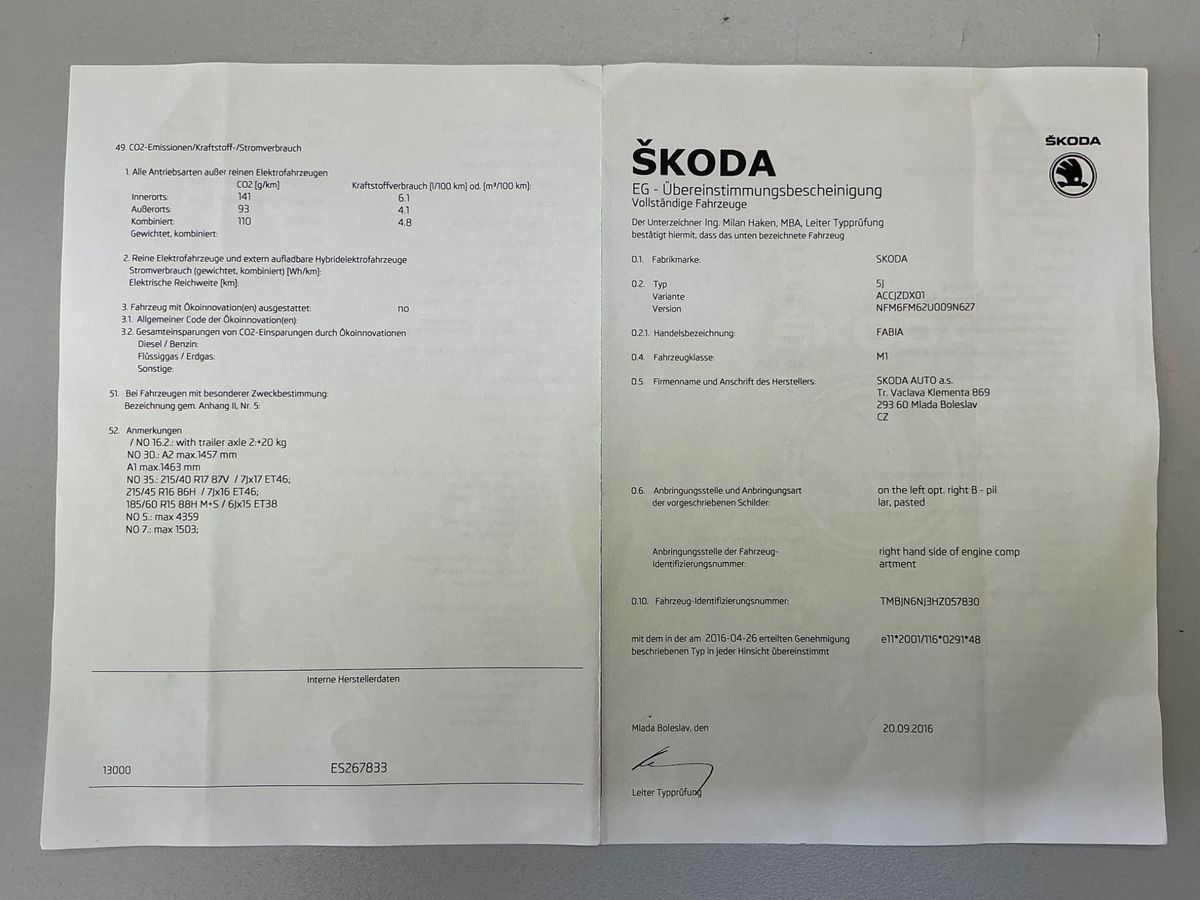 49. CO2-Emissionen/Kraftstoff-/Stromverbrauch
1. Alle Antriebsarten außer reinen Elektrofahrzeugen
CO2 [g/km] Kraftstoffverbrauch [l/100 km] od. [m³/100 km]:
Innerorts: 141 6.1
Außerorts: 93 4.1
Kombiniert: 110 4.8
Gewichtet, kombiniert:
2. Reine Elektrofahrzeuge und extern aufladbare Hybridelektrofahrzeuge
Stromverbrauch (gewichtet, kombiniert) [Wh/km]:
Elektrische Reichweite [km]:
3. Fahrzeug mit Ökoinnovation(en) ausgestattet: no
3.1. Allgemeiner Code der Ökoinnovation(en):
3.2. Gesamteinsparungen von CO2-Einsparungen durch Ökoinnovationen
Diesel / Benzin:
Flüssiggas / Erdgas:
Sonstige:
51. Bei Fahrzeugen mit besonderer Zweckbestimmung:
Bezeichnung gem. Anhang II, Nr. 5:
52. Anmerkungen
/ NO 16.2.: with trailer axle 2:+20 kg
NO 30.: A2 max.1457 mm
A1 max.1463 mm
NO 35.: 215/40 R17 87V / 7Jx17 ET46;
215/45 R16 86H / 7Jx16 ET46;
185/60 R15 88H M+S / 6Jx15 ET38
NO 5.: max 4359
NO 7.: max 1503;
Interne Herstellerdaten
13000 ES267833
ŠKODA
ŠKODA
EG - Übereinstimmungsbescheinigung
Vollständige Fahrzeuge
Der Unterzeichner Ing. Milan Haken, MBA, Leiter Typprüfung
bestätigt hiermit, dass das unten bezeichnete Fahrzeug
0.1. Fabrikmarke: SKODA
0.2. Typ 5J
Variante ACCJZDX01
Version NFM6FM62U009N627
0.2.1. Handelsbezeichnung: FABIA
0.4. Fahrzeugklasse: M1
0.5. Firmenname und Anschrift des Herstellers: SKODA AUTO a.s.
Tr. Vaclava Klementa 869
293 60 Mlada Boleslav
CZ
0.6. Anbringungsstelle und Anbringungsart on the left opt. right B - pil
der vorgeschriebenen Schilder: lar, pasted
Anbringungsstelle der Fahrzeug- right hand side of engine comp
Identifizierungsnummer: artment
0.10. Fahrzeug-Identifizierungsnummer: TMBJN6NJ3HZ057830
mit dem in der am 2016-04-26 erteilten Genehmigung e11*2001/116*0291*48
beschriebenen Typ in jeder Hinsicht übereinstimmt
Mladá Boleslav, den 20.09.2016
Leiter Typprüfung